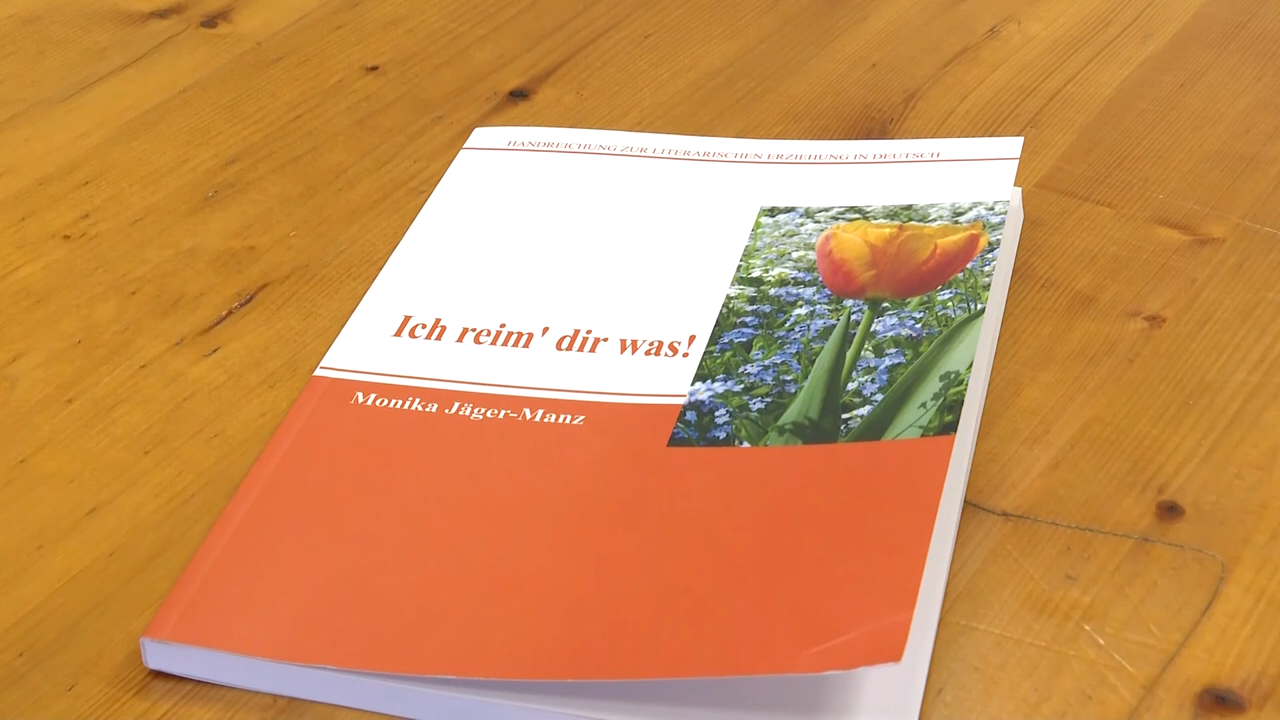 HANDREICHUNG ZUR LITERARISCHEN ERZIEHUNG IN DEUTSCH
Ich reim' dir was!
Monika Jäger-Manz